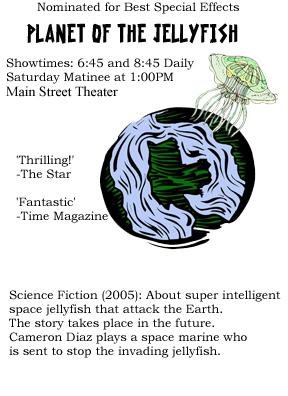 Nominated for Best Special Effects
PLANET OF THE JELLYFISH
Showtimes: 6:45 and 8:45 Daily
Saturday Matinee at 1:00PM
Main Street Theater
'Thrilling!'
-The Star
'Fantastic'
-Time Magazine
Science Fiction (2005): About super intelligent
space jellyfish that attack the Earth.
The story takes place in the future.
Cameron Diaz plays a space marine who
is sent to stop the invading jellyfish.